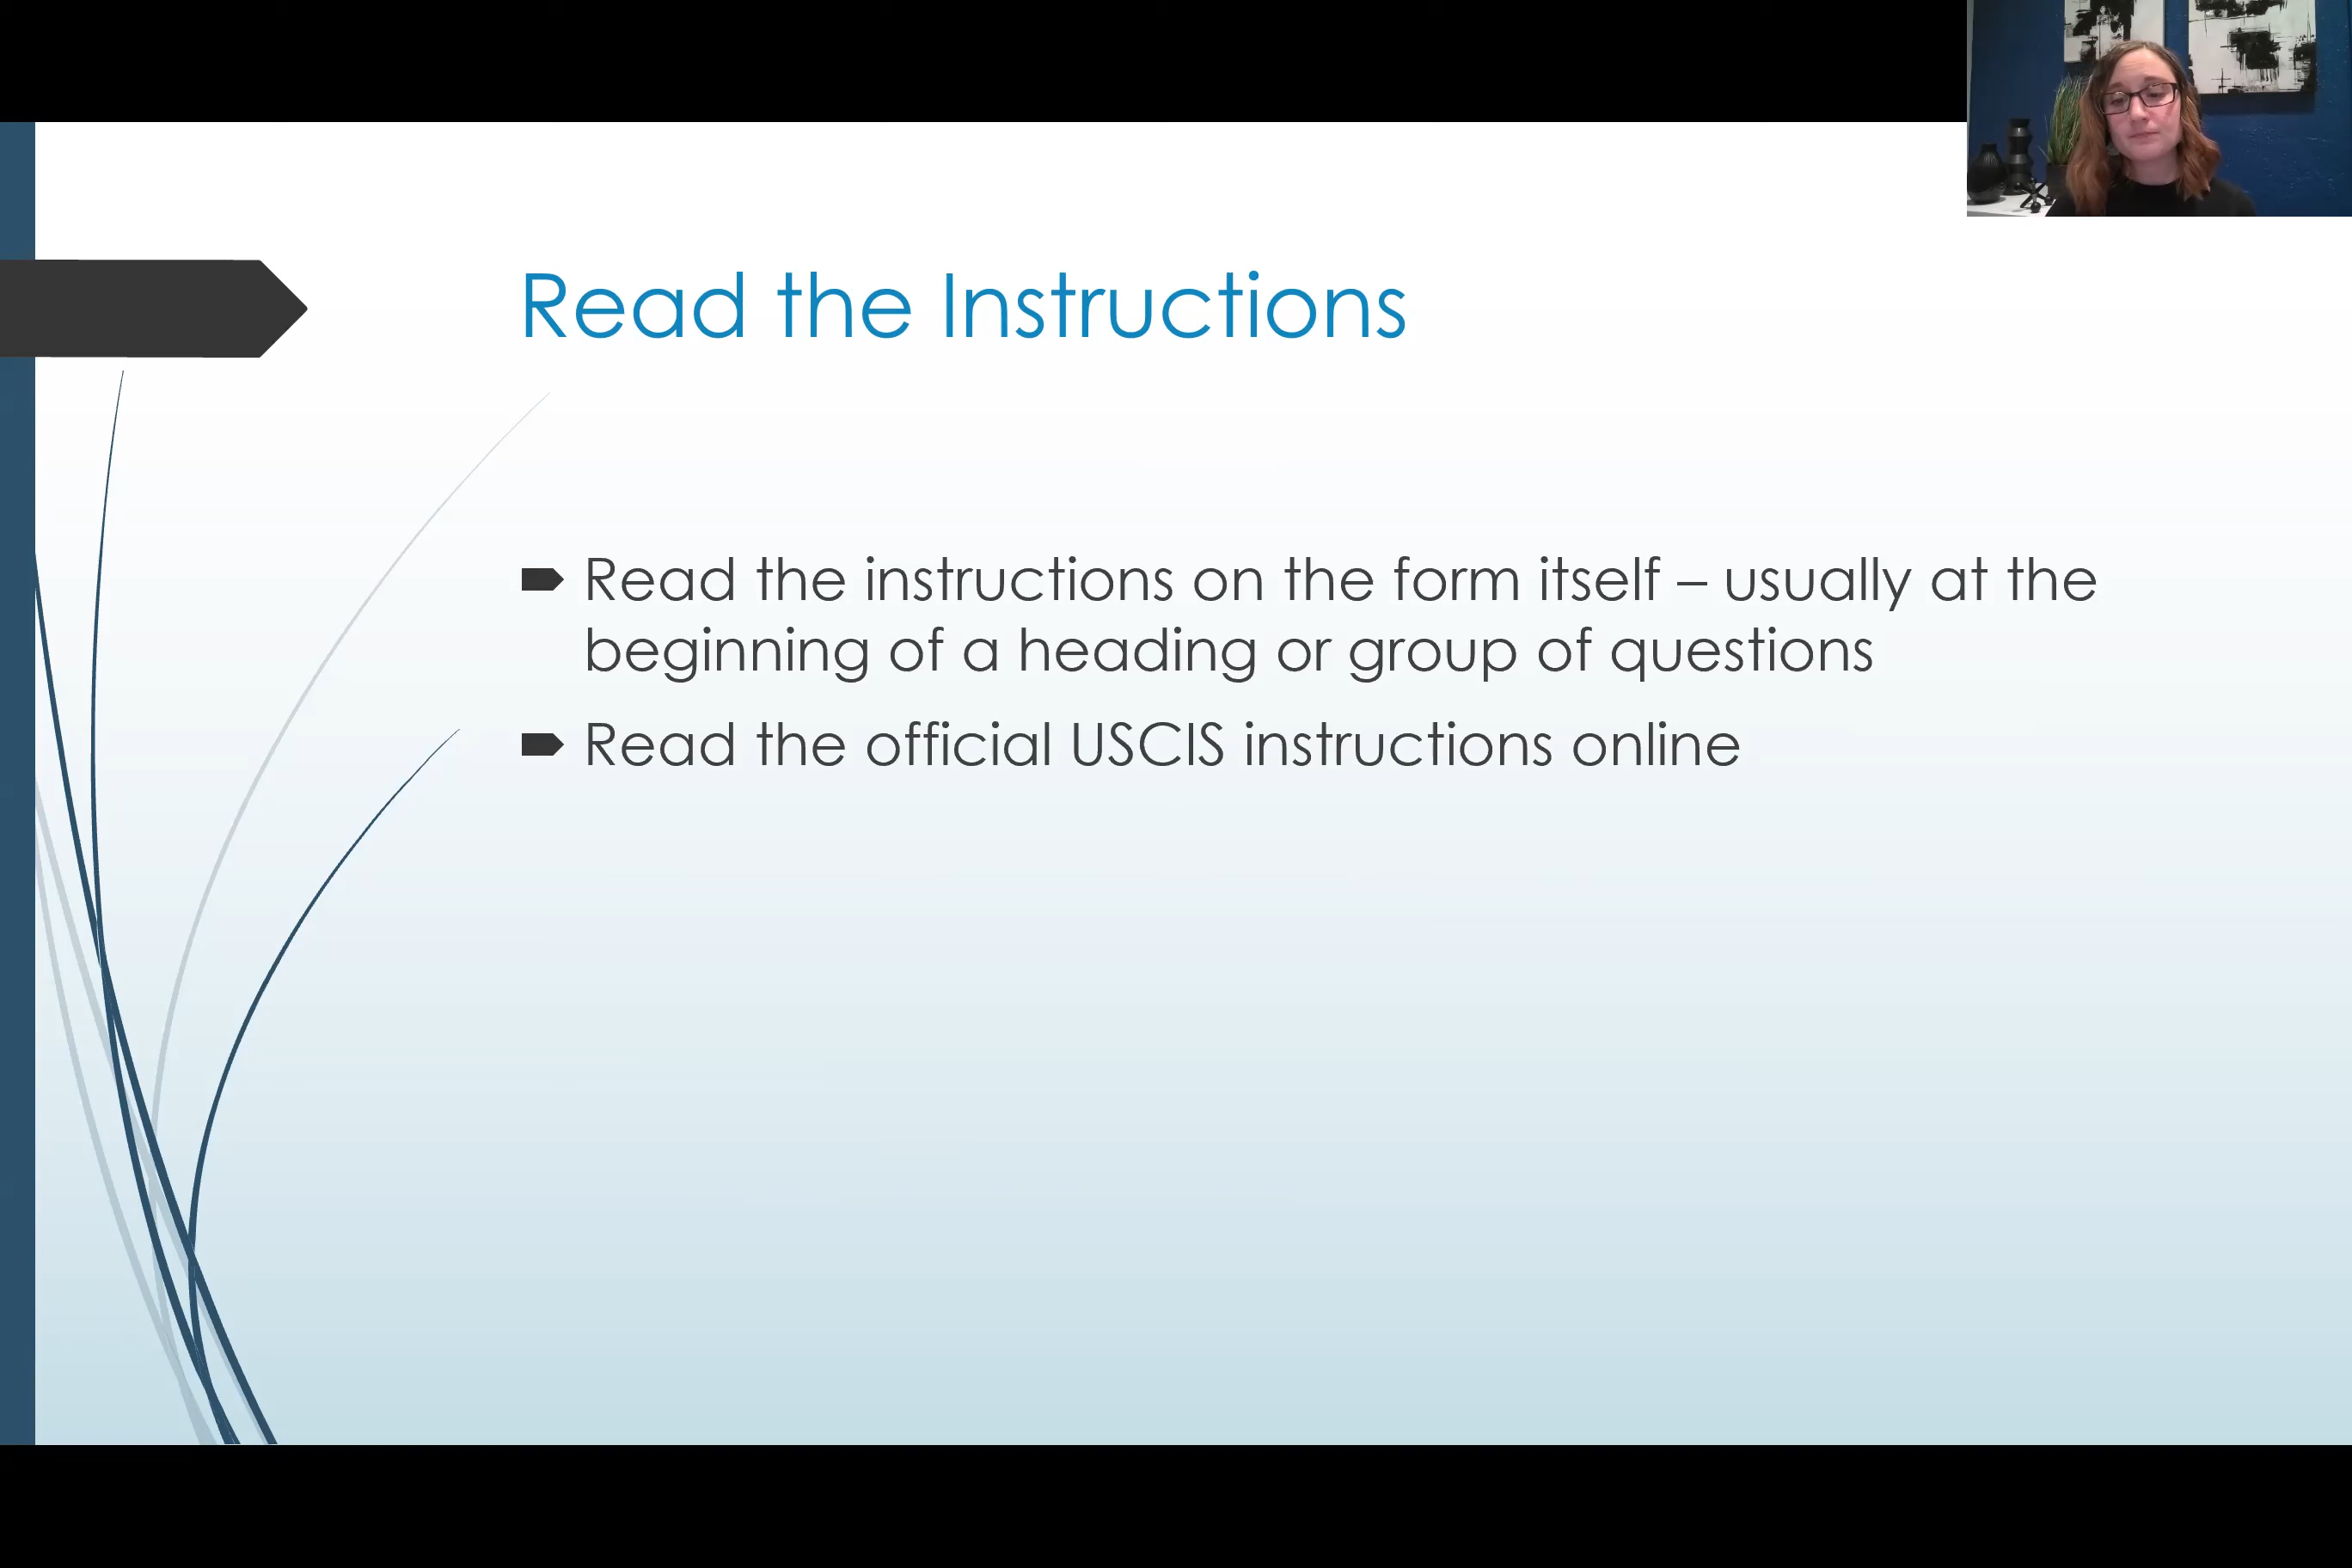 Read the Instructions
Read the instructions on the form itself – usually at the
beginning of a heading or group of questions
Read the official USCIS instructions online